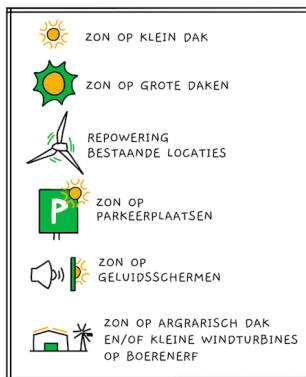 ZON OP KLEIN DAK
ZON OP GROTE DAKEN
REPOWERING
BESTAANDE LOCATIES
P
ZON OP
PARKEERPLAATSEN
ZON OP
GELUIDSSCHERMEN
ZON OP ARGRARISCH DAK
EN/OF KLEINE WINDTURBINES
OP BOERENERF